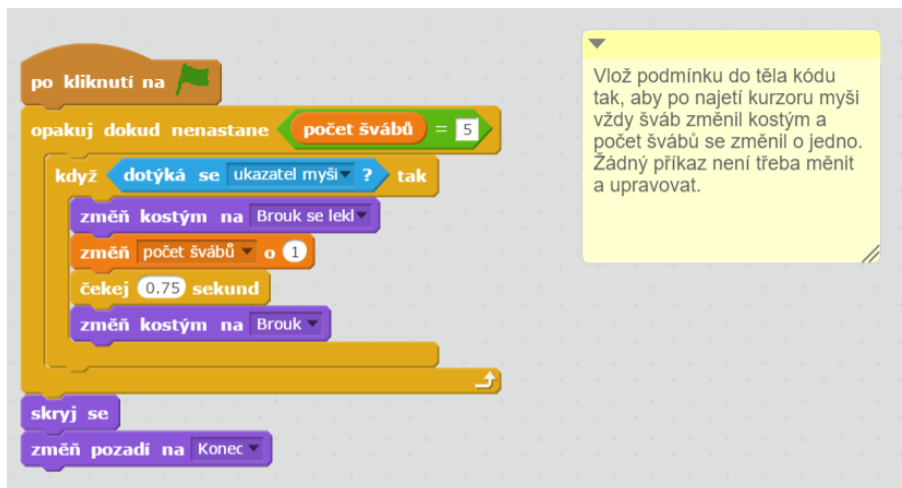 po kliknutí na
opakuj dokud nenastane počet švábů = 5
když dotýká se ukazatel myši ? tak
změň kostým na Brouk se lekl
změň počet švábů o 1
čekej 0.75 sekund
změň kostým na Brouk
skryj se
změň pozadí na Konec
Vlož podmínku do těla kódu
tak, aby po najetí kurzoru myši
vždy šváb změnil kostým a
počet švábů se změnil o jedno.
Žádný příkaz není třeba měnit
a upravovat.